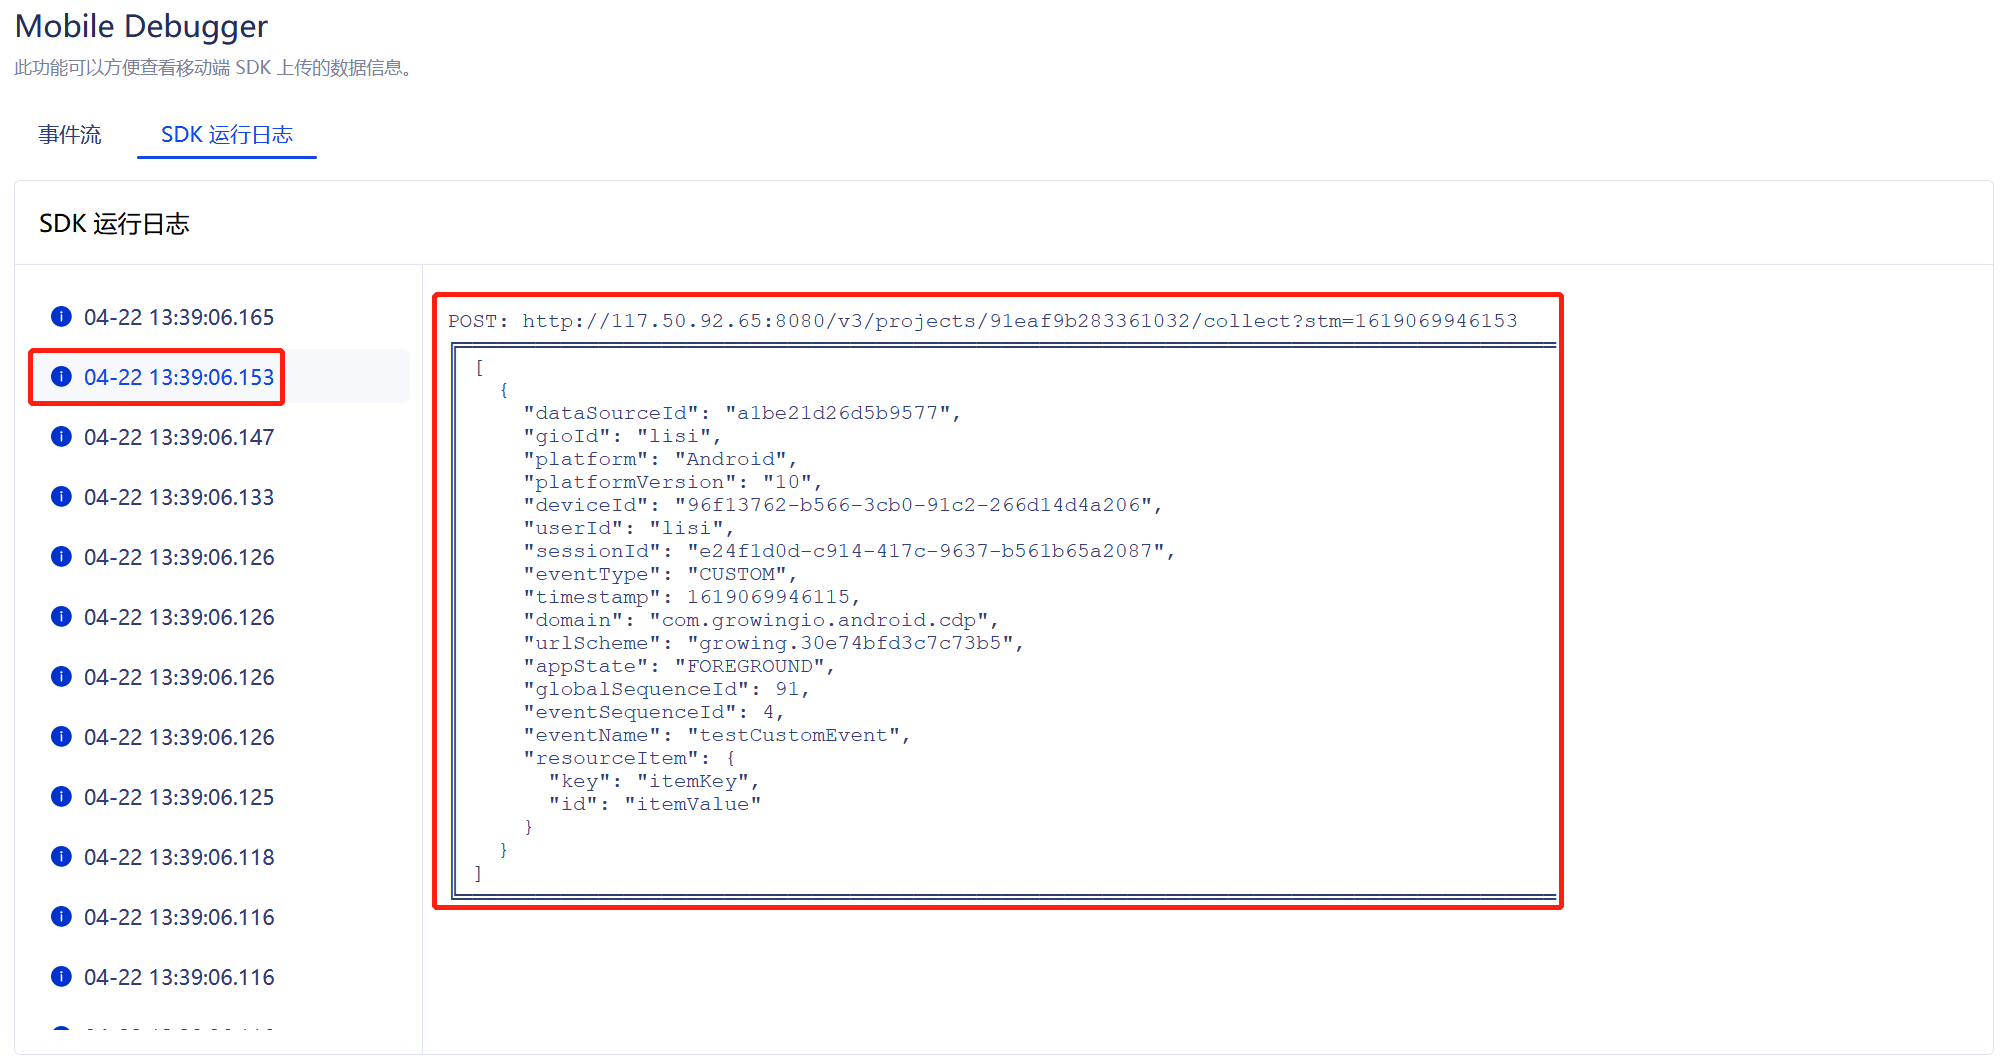 Mobile Debugger
此功能可以方便查看移动端 SDK 上传的数据信息。
事件流
SDK 运行日志
SDK 运行日志
04-22 13:39:06.165
04-22 13:39:06.153
04-22 13:39:06.147
04-22 13:39:06.133
04-22 13:39:06.126
04-22 13:39:06.126
04-22 13:39:06.126
04-22 13:39:06.126
04-22 13:39:06.125
04-22 13:39:06.118
04-22 13:39:06.116
04-22 13:39:06.116
POST: http://117.50.92.65:8080/v3/projects/91eaf9b283361032/collect?stm=1619069946153
[
{
"dataSourceId": "a1be21d26d5b9577",
"gioId": "lisi",
"platform": "Android",
"platformVersion": "10",
"deviceId": "96f13762-b566-3cb0-91c2-266d14d4a206",
"userId": "lisi",
"sessionId": "e24f1d0d-c914-417c-9637-b561b65a2087",
"eventType": "CUSTOM",
"timestamp": 1619069946115,
"domain": "com.growingio.android.cdp",
"urlScheme": "growing.30e74bfd3c7c73b5",
"appState": "FOREGROUND",
"globalSequenceId": 91,
"eventSequenceId": 4,
"eventName": "testCustomEvent",
"resourceItem": {
"key": "itemKey",
"id": "itemValue"
}
}
]